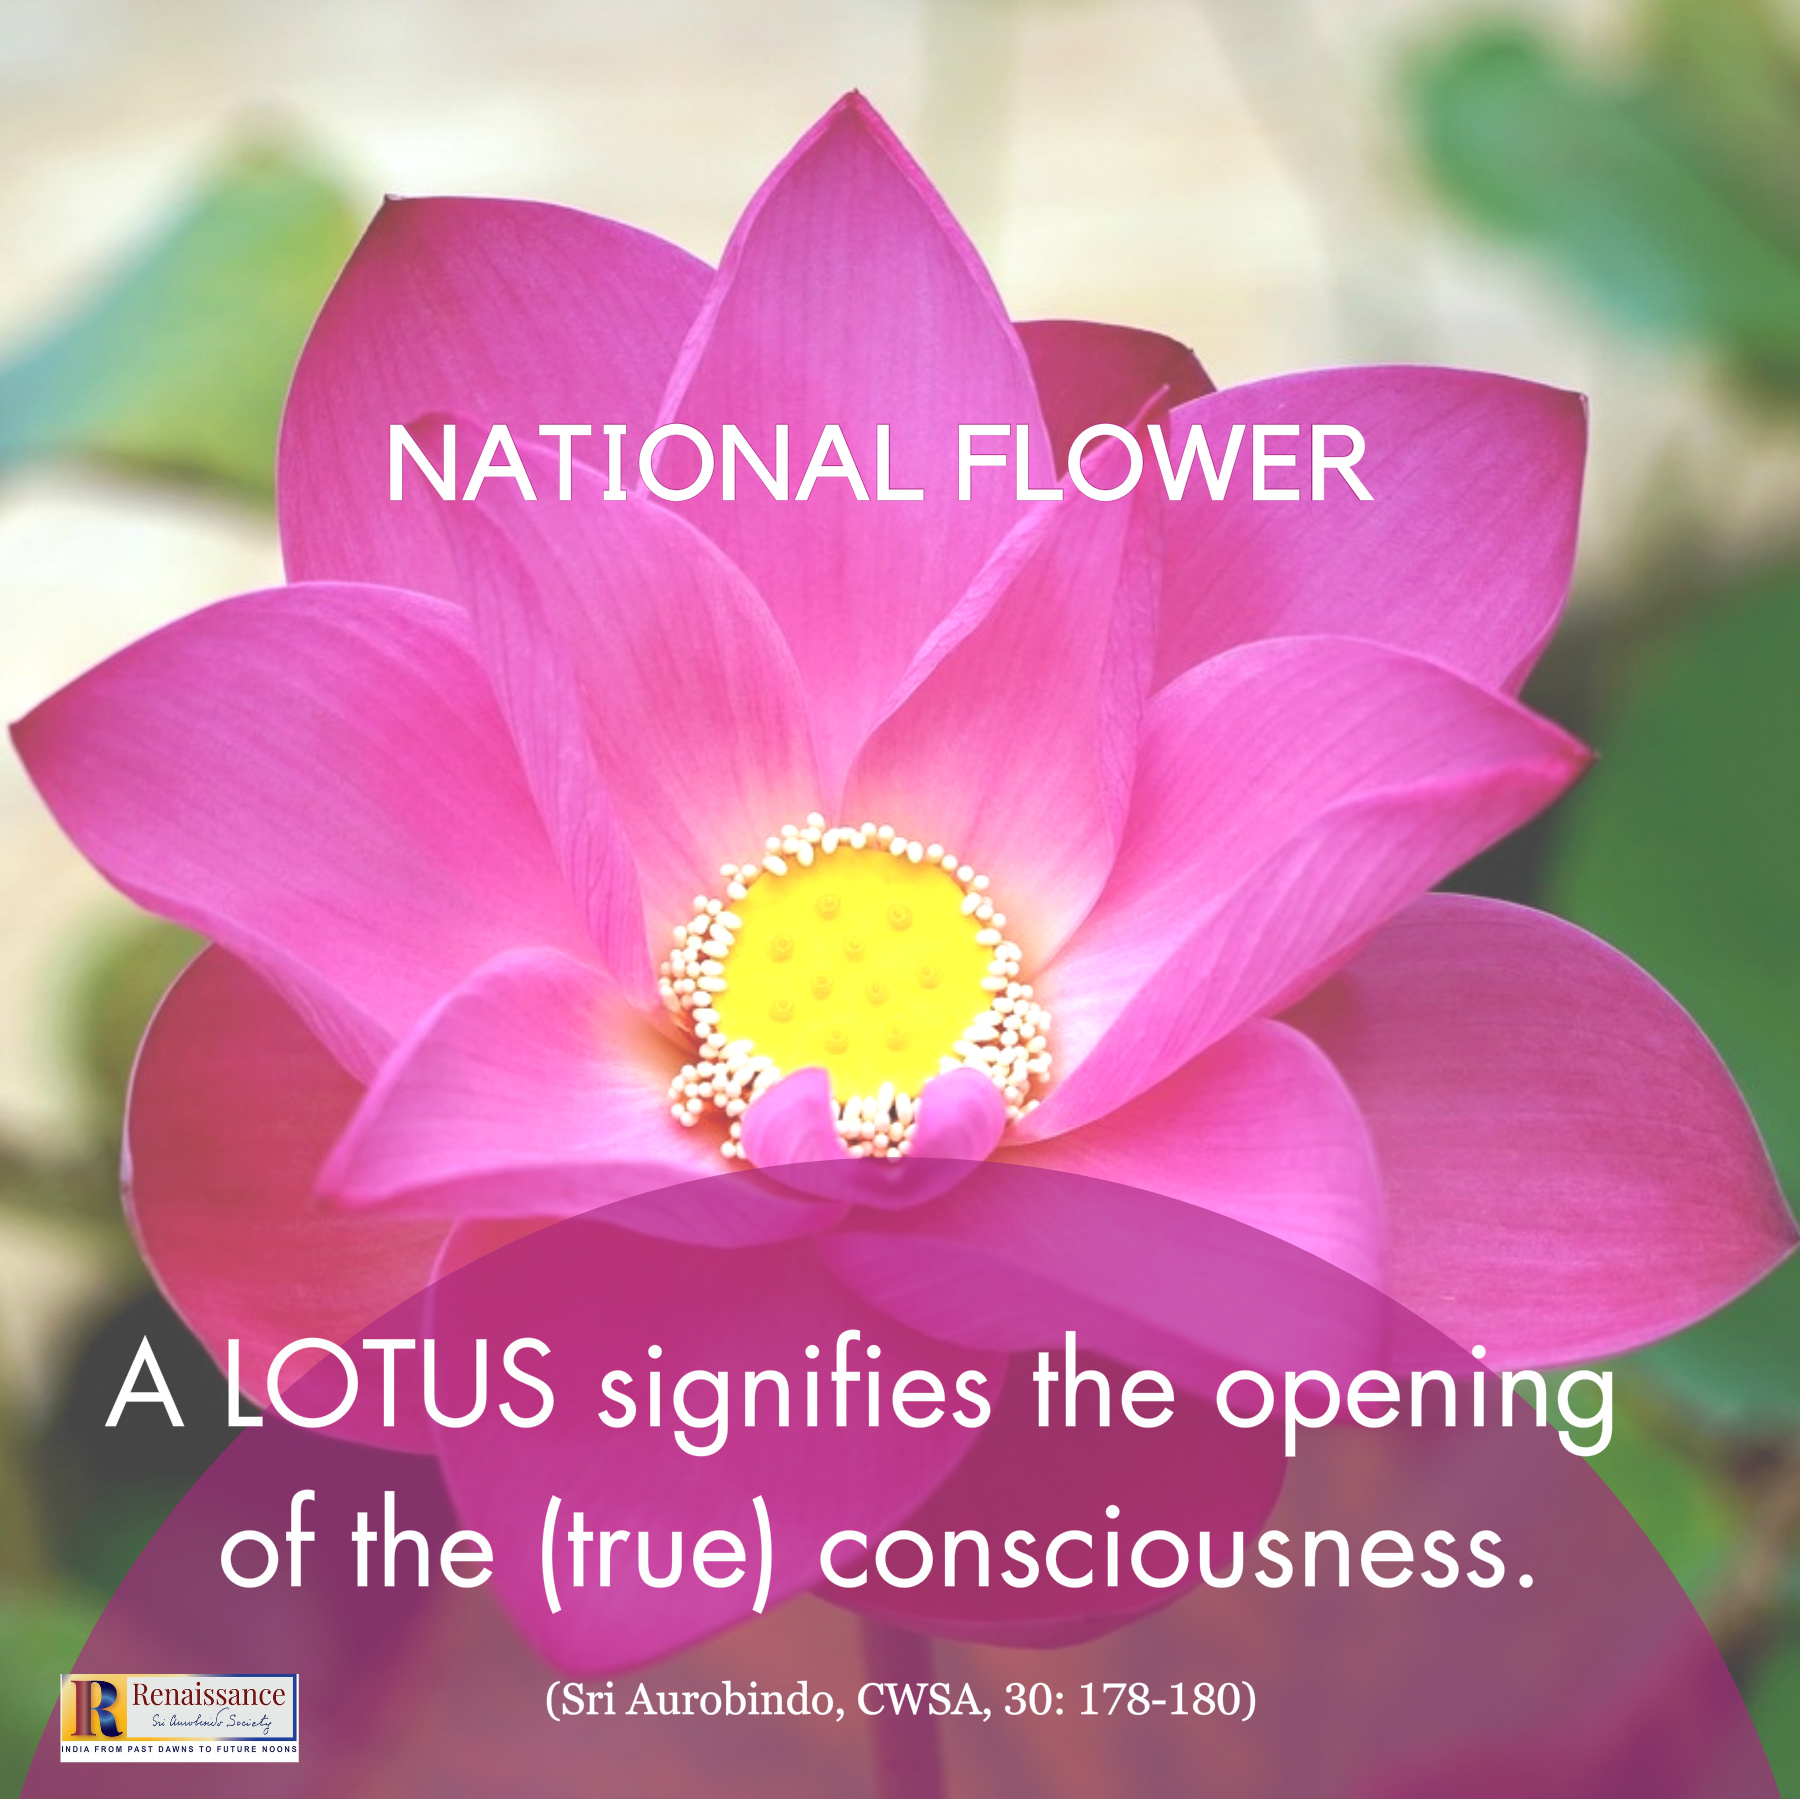 NATIONAL FLOWER
A LOTUS signifies the opening
of the (true) consciousness.
(Sri Aurobindo, CWSA, 30: 178-180)
R Renaissance
Sri Aurobindo Society
INDIA FROM PAST DAWNS TO FUTURE NOONS